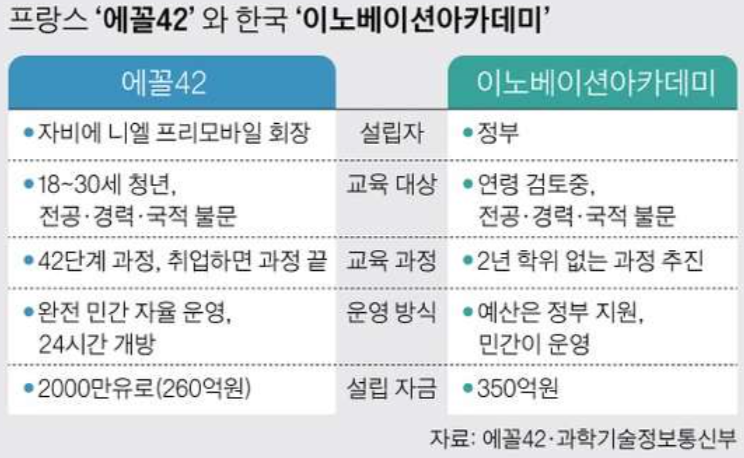 프랑스 ‘에꼴42’ 와 한국 ‘이노베이션아카데미’
에꼴42 이노베이션아카데미
•자비에 니엘 프리모바일 회장 설립자 •정부
•18~30세 청년, 교육 대상 •연령 검토중,
전공·경력·국적 불문 전공·경력·국적 불문
•42단계 과정, 취업하면 과정 끝 교육 과정 •2년 학위 없는 과정 추진
•완전 민간 자율 운영, 운영 방식 •예산은 정부 지원,
24시간 개방 민간이 운영
•2000만유로(260억원) 설립 자금 •350억원
자료: 에꼴42·과학기술정보통신부